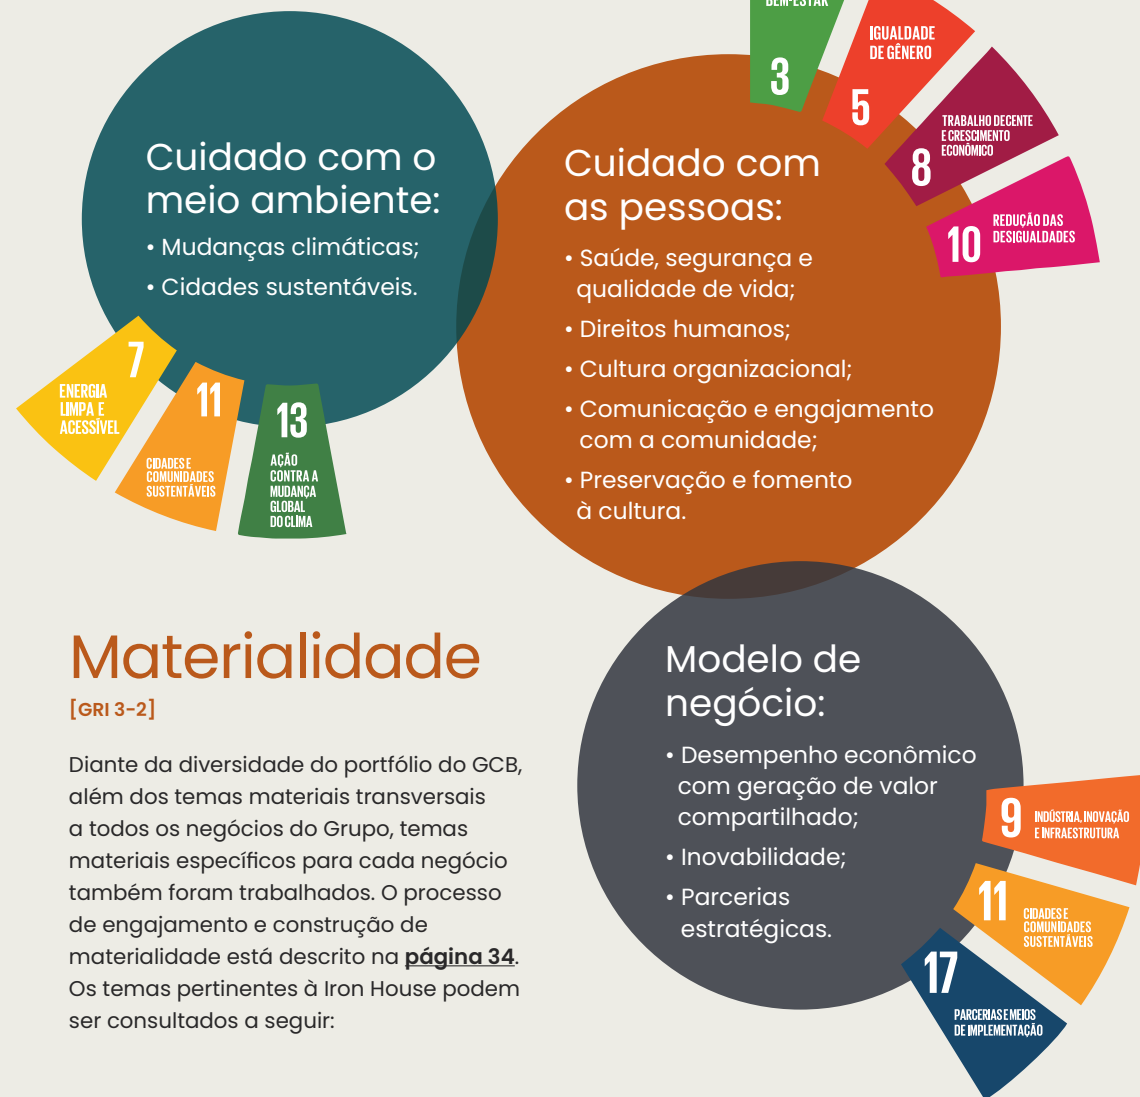 Cuidado com o
meio ambiente:
• Mudanças climáticas;
• Cidades sustentáveis.
7
ENERGIA
LIMPA E
ACESSÍVEL
11
CIDADES E
COMUNIDADES
SUSTENTÁVEIS
13
AÇÃO
CONTRA A
MUDANÇA
GLOBAL
DO CLIMA
BEM-ESTAR
3
IGUALDADE
DE GÊNERO
5
TRABALHO DECENTE
E CRESCIMENTO
ECONÔMICO
8
REDUÇÃO DAS
DESIGUALDADES
10
Cuidado com
as pessoas:
• Saúde, segurança e
qualidade de vida;
• Direitos humanos;
• Cultura organizacional;
• Comunicação e engajamento
com a comunidade;
• Preservação e fomento
à cultura.
Materialidade
[GRI 3-2]
Diante da diversidade do portfólio do GCB,
além dos temas materiais transversais
a todos os negócios do Grupo, temas
materiais específicos para cada negócio
também foram trabalhados. O processo
de engajamento e construção de
materialidade está descrito na página 34.
Os temas pertinentes à Iron House podem
ser consultados a seguir:
Modelo de
negócio:
• Desempenho econômico
com geração de valor
compartilhado;
• Inovabilidade;
• Parcerias
estratégicas.
9
INDÚSTRIA, INOVAÇÃO
E INFRAESTRUTURA
11
CIDADES E
COMUNIDADES
SUSTENTÁVEIS
17
PARCERIAS E MEIOS
DE IMPLEMENTAÇÃO